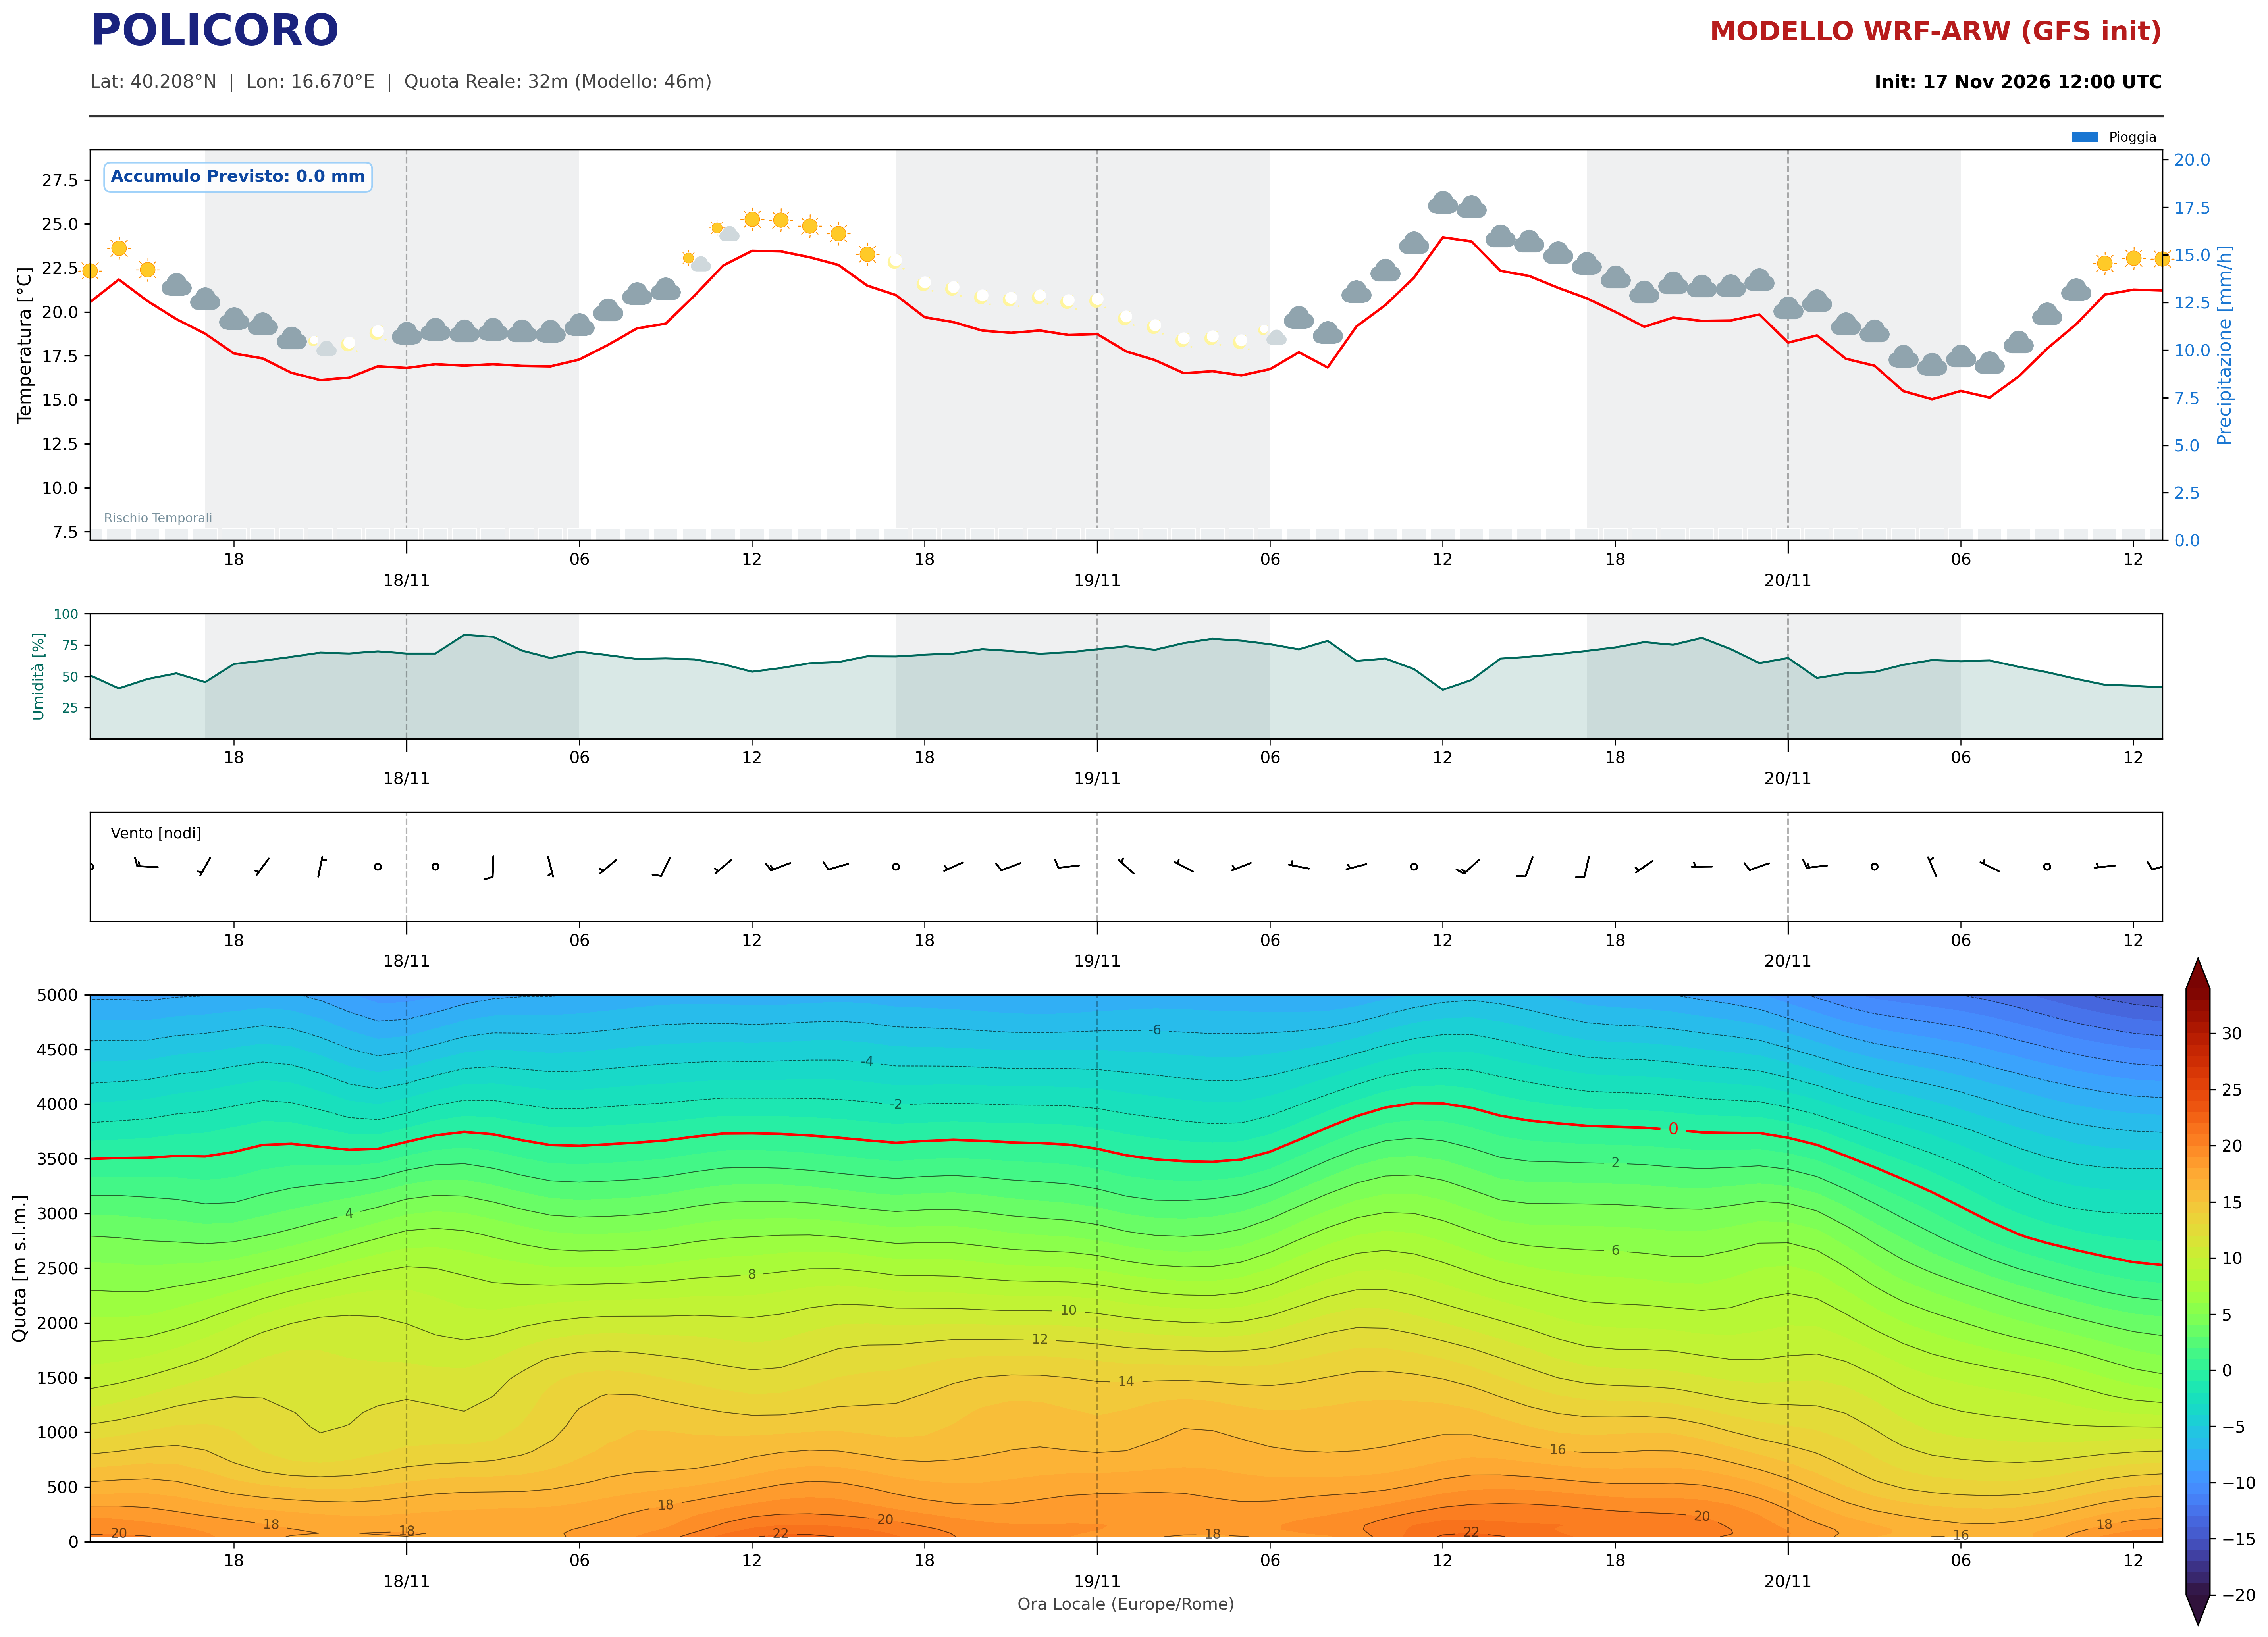 POLICORO
MODELLO WRF-ARW (GFS init)
Lat: 40.208°N | Lon: 16.670°E | Quota Reale: 32m (Modello: 46m)
Init: 17 Nov 2026 12:00 UTC
Pioggia
Accumulo Previsto: 0.0 mm
Temperatura [°C]
27.5
25.0
22.5
20.0
17.5
15.0
12.5
10.0
7.5
Rischio Temporali
Precipitazione [mm/h]
20.0
17.5
15.0
12.5
10.0
7.5
5.0
2.5
0.0
18 06 12 18 06 12 18 06 12
18/11 19/11 20/11
Umidità [%]
100
75
50
25
18 06 12 18 06 12 18 06 12
18/11 19/11 20/11
Vento [nodi]
18 06 12 18 06 12 18 06 12
18/11 19/11 20/11
Quota [m s.l.m.]
5000
4500
4000
3500
3000
2500
2000
1500
1000
500
0
-6
-4
-2
0
2
4
6
8
10
12
14
16
18 20 20
18 18 18
20 22 18 22 16
18 06 12 18 06 12 18 06 12
18/11 19/11 20/11
Ora Locale (Europe/Rome)
30
25
20
15
10
5
0
−5
−10
−15
−20